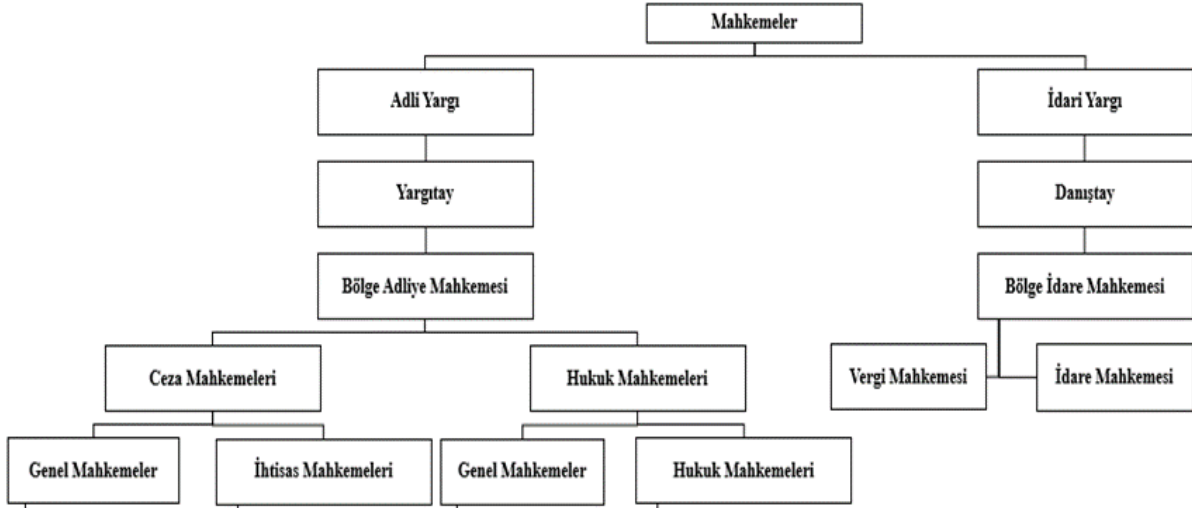 Mahkemeler
Adli Yargı
İdari Yargı
Yargıtay
Danıştay
Bölge Adliye Mahkemesi
Bölge İdare Mahkemesi
Ceza Mahkemeleri
Hukuk Mahkemeleri
Vergi Mahkemesi
İdare Mahkemesi
Genel Mahkemeler
İhtisas Mahkemeleri
Genel Mahkemeler
Hukuk Mahkemeleri